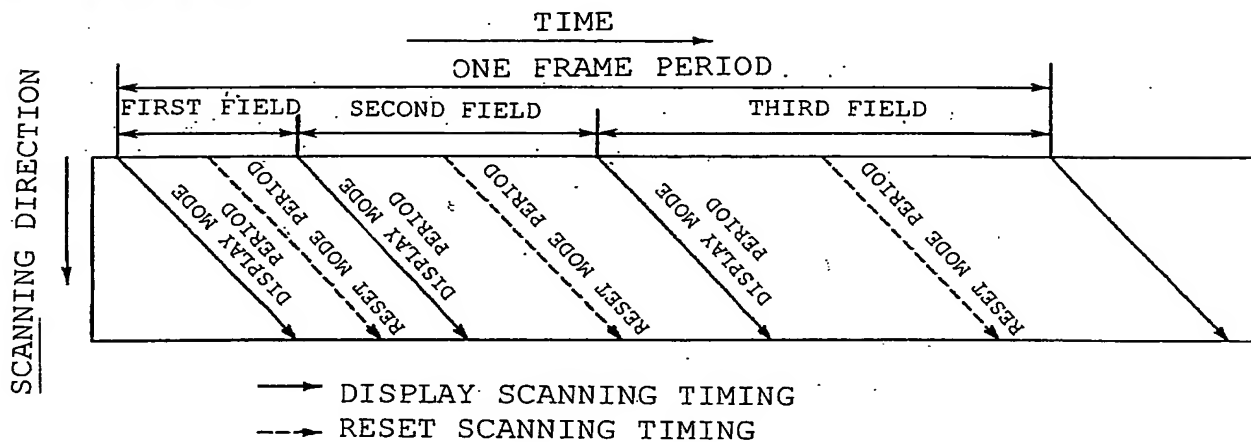 TIME
ONE FRAME PERIOD
FIRST FIELD
SECOND FIELD
THIRD FIELD
SCANNING DIRECTION
DISPLAY MODE
PERIOD
RESET MODE PERIOD
DISPLAY MODE
PERIOD
RESET MODE PERIOD
DISPLAY MODE
PERIOD
RESET MODE PERIOD
DISPLAY SCANNING TIMING
RESET SCANNING TIMING